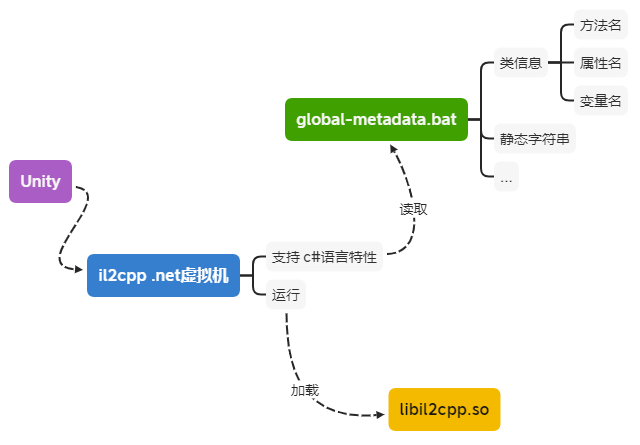 方法名
类信息
属性名
global-metadata.bat
变量名
静态字符串
...
Unity
读取
il2cpp .net虚拟机
支持 c#语言特性
运行
加载
libil2cpp.so